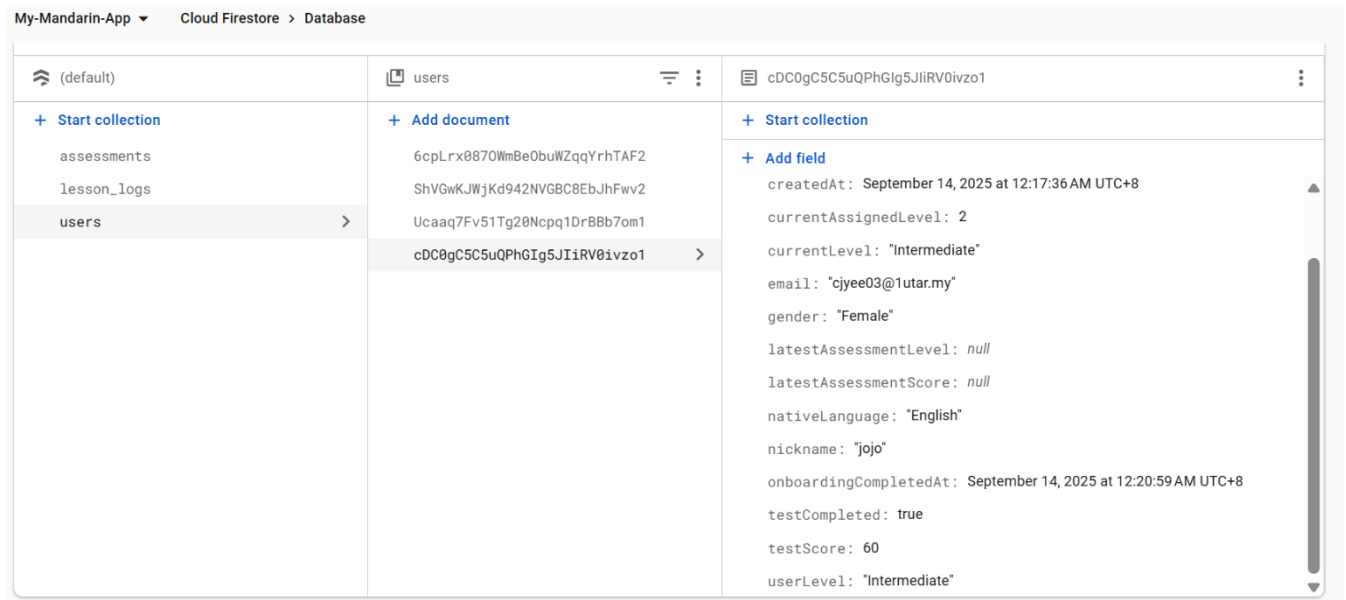 My-Mandarin-App Cloud Firestore > Database
(default)
+ Start collection
assessments
lesson_logs
users
users
+ Add document
6cpLrx087OWmBeObuWZqqYrhTAF2
ShVGwKJWjKd942NVGBC8EbJhFwv2
Ucaaq7Fv51Tg20Ncpq1DrBBb7om1
cDC0gC5C5uQPhGIg5JIiRV0ivzo1
cDC0gC5C5uQPhGIg5JIiRV0ivzo1
+ Start collection
+ Add field
createdAt: September 14, 2025 at 12:17:36 AM UTC+8
currentAssignedLevel: 2
currentLevel: "Intermediate"
email: "cjyee03@1utar.my"
gender: "Female"
latestAssessmentLevel: null
latestAssessmentScore: null
nativeLanguage: "English"
nickname: "jojo"
onboardingCompletedAt: September 14, 2025 at 12:20:59 AM UTC+8
testCompleted: true
testScore: 60
userLevel: "Intermediate"